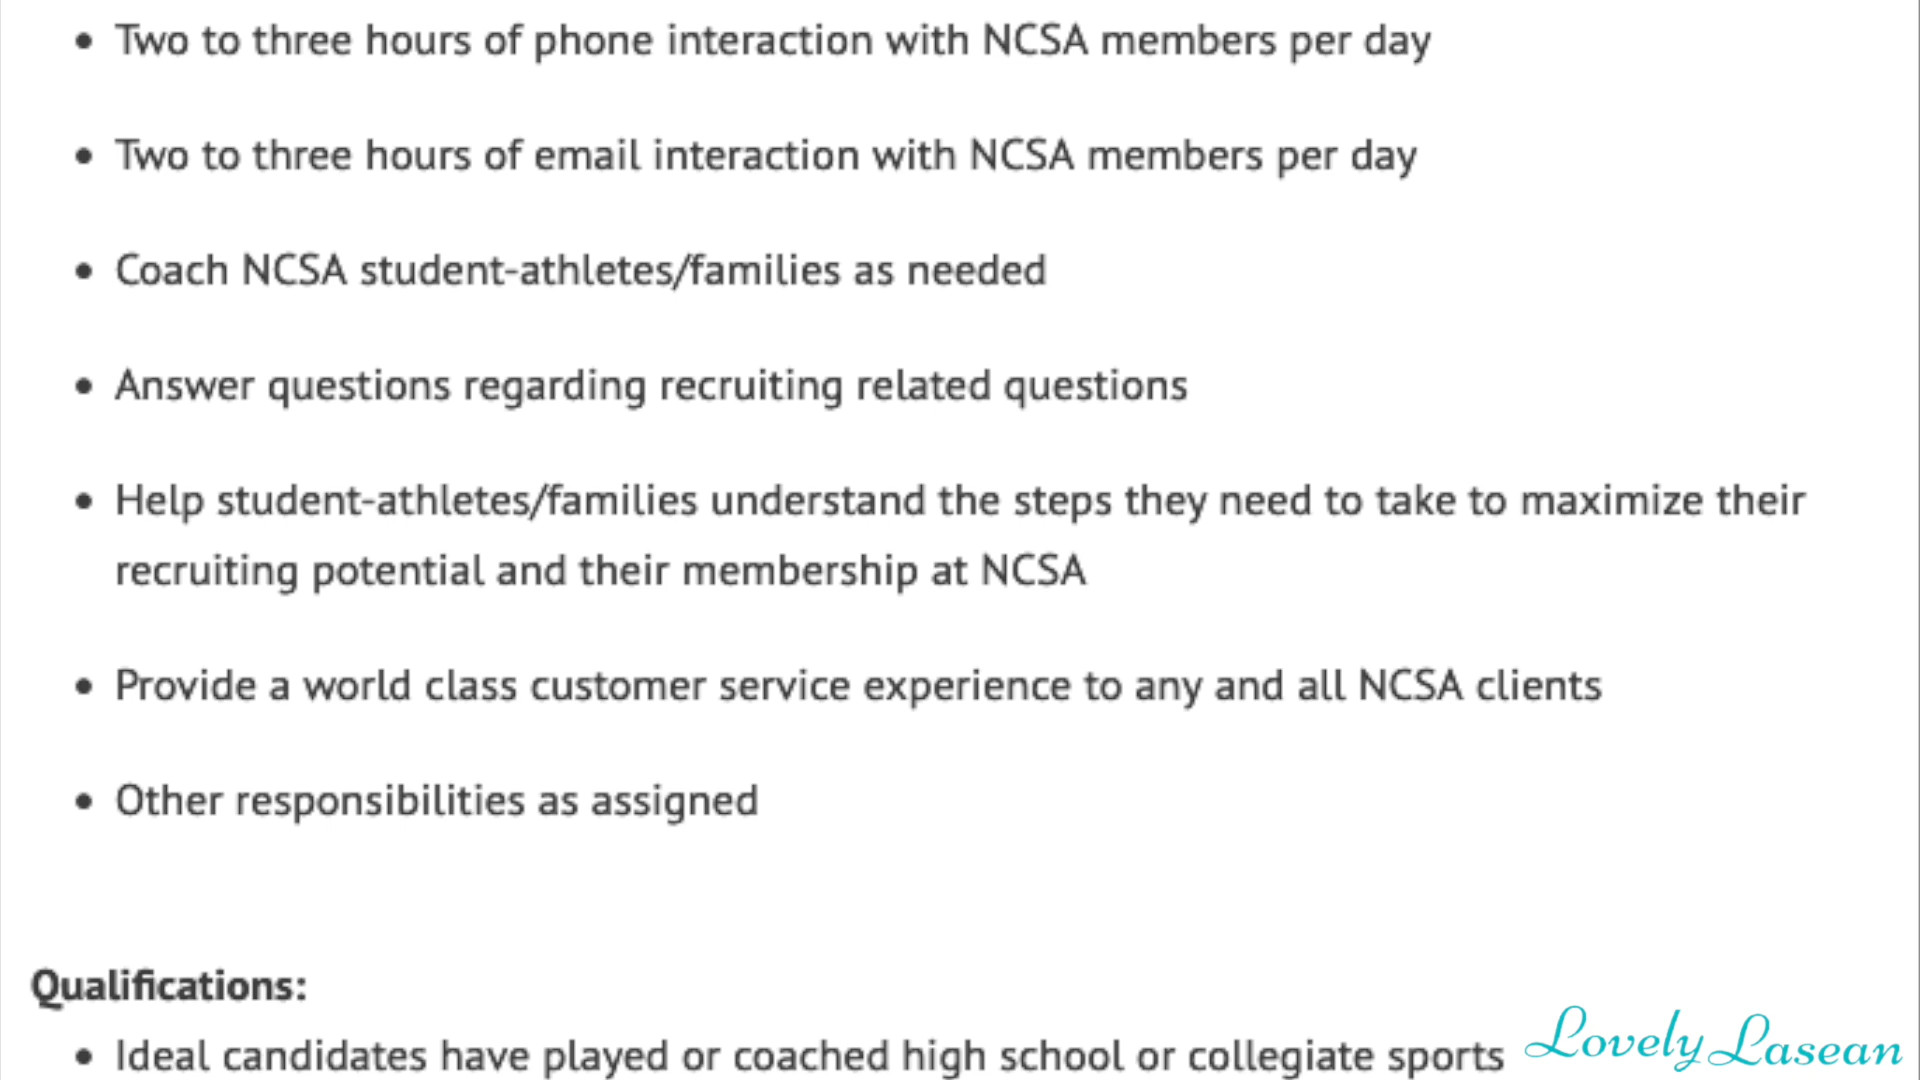 • Two to three hours of phone interaction with NCSA members per day
• Two to three hours of email interaction with NCSA members per day
• Coach NCSA student-athletes/families as needed
• Answer questions regarding recruiting related questions
• Help student-athletes/families understand the steps they need to take to maximize their
recruiting potential and their membership at NCSA
• Provide a world class customer service experience to any and all NCSA clients
• Other responsibilities as assigned
Qualifications:
• Ideal candidates have played or coached high school or collegiate sports
Lovely Lasean